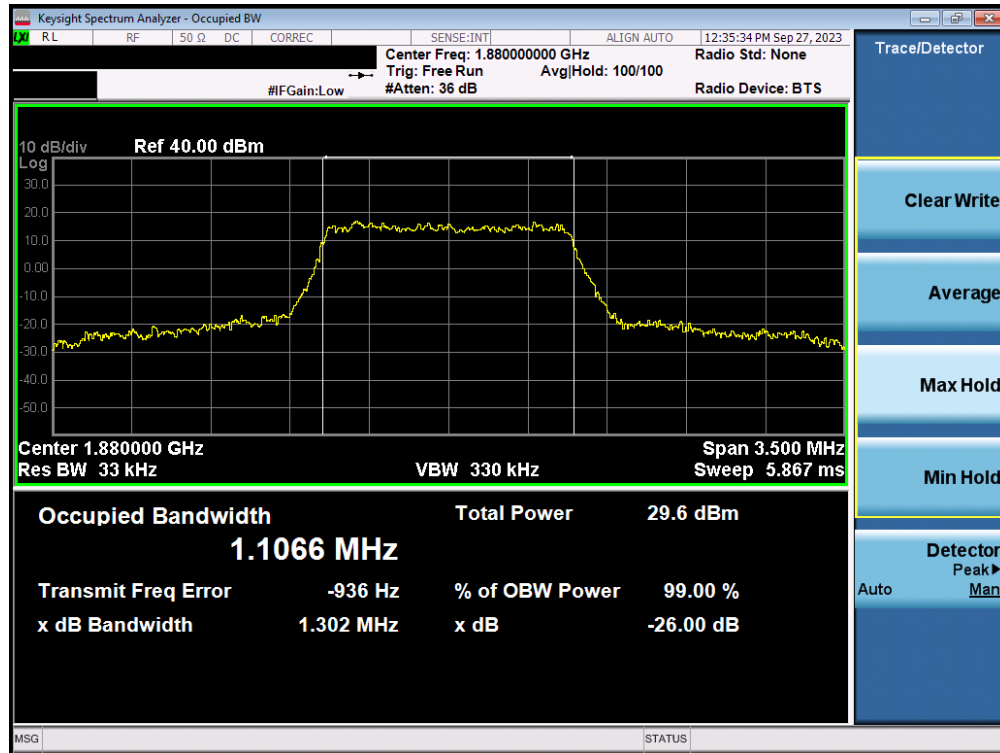 Keysight Spectrum Analyzer - Occupied BW
LXI RL RF 50 Ω DC CORREC SENSE:INT ALIGN AUTO 12:35:34 PM Sep 27, 2023
Center Freq: 1.880000000 GHz Radio Std: None
Trig: Free Run Avg|Hold: 100/100
#IFGain:Low #Atten: 36 dB Radio Device: BTS
Trace/Detector
10 dB/div Ref 40.00 dBm
Log
30.0
20.0
10.0
0.00
-10.0
-20.0
-30.0
-40.0
-50.0
Center 1.880000 GHz Span 3.500 MHz
Res BW 33 kHz VBW 330 kHz Sweep 5.867 ms
Occupied Bandwidth Total Power 29.6 dBm
1.1066 MHz
Transmit Freq Error -936 Hz % of OBW Power 99.00 %
x dB Bandwidth 1.302 MHz x dB -26.00 dB
Clear Write
Average
Max Hold
Min Hold
Detector
Peak
Auto Man
MSG STATUS